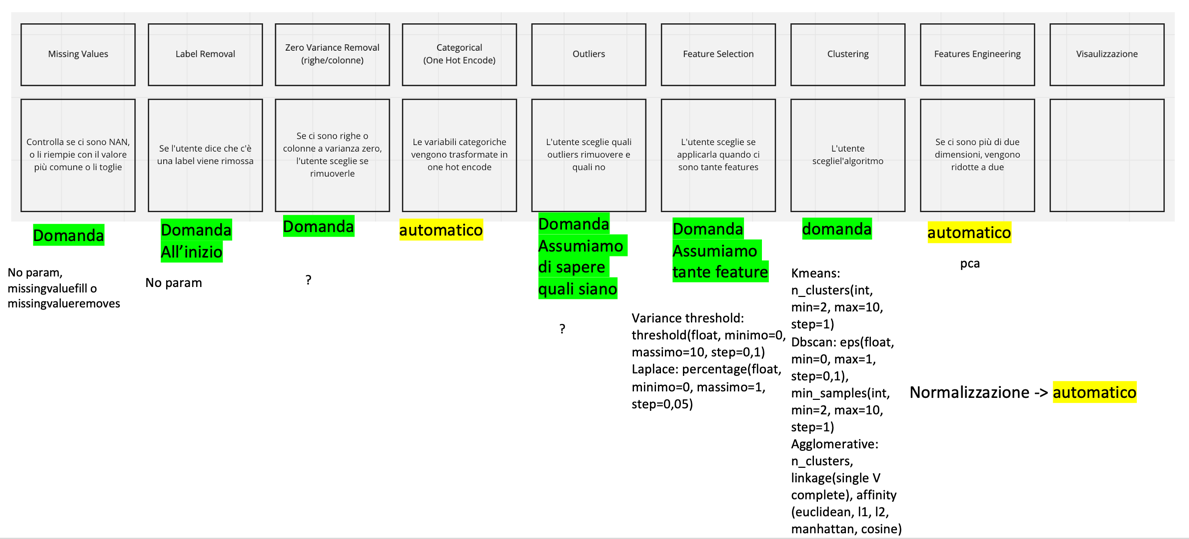 Missing Values
Label Removal
Zero Variance Removal
(righe/colonne)
Categorical
(One Hot Encode)
Outliers
Feature Selection
Clustering
Features Engineering
Visaulizzazione
Controlla se ci sono NAN,
o li riempie con il valore
più comune o li toglie
Se l'utente dice che c'è
una label viene rimossa
Se ci sono righe o
colonne a varianza zero,
l'utente sceglie se
rimuoverle
Le variabili categoriche
vengono trasformate in
one hot encode
L'utente sceglie quali
outliers rimuovere e
quali no
L'utente sceglie se
applicarla quando ci
sono tante features
L'utente
scegliel'algoritmo
Se ci sono più di due
dimensioni, vengono
ridotte a due
Domanda
Domanda
All'inizio
Domanda
automatico
Domanda
Assumiamo
di sapere
quali siano
Domanda
Assumiamo
tante feature
domanda
automatico
No param,
missingvaluefill o
missingvalueremoves
No param
?
?
Variance threshold:
threshold(float, minimo=0,
massimo=10, step=0,1)
Laplace: percentage(float,
minimo=0, massimo=1,
step=0,05)
Kmeans:
n_clusters(int,
min=2, max=10,
step=1)
Dbscan: eps(float,
min=0, max=1,
step=0,1),
min_samples(int,
min=2, max=10,
step=1)
Agglomerative:
n_clusters,
linkage(single V
complete), affinity
(euclidean, l1, l2,
manhattan, cosine)
pca
Normalizzazione -> automatico